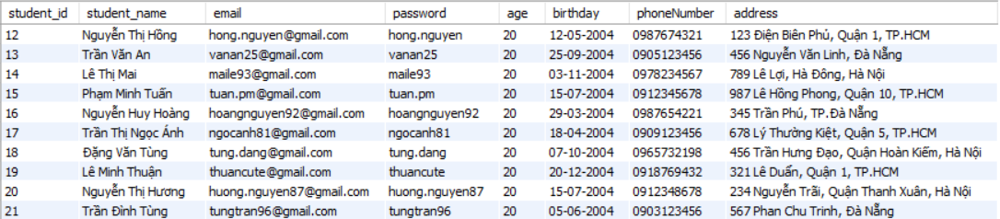 student_id student_name email password age birthday phoneNumber address
12 Nguyễn Thị Hồng hong.nguyen@gmail.com hong.nguyen 20 12-05-2004 0987674321 123 Điện Biên Phủ, Quận 1, TP.HCM
13 Trần Văn An vanan25@gmail.com vanan25 20 25-09-2004 0905123456 456 Nguyễn Văn Linh, Đà Nẵng
14 Lê Thị Mai maile93@gmail.com maile93 20 03-11-2004 0978234567 789 Lê Lợi, Hà Đông, Hà Nội
15 Phạm Minh Tuấn tuan.pm@gmail.com tuan.pm 20 15-07-2004 0912345678 987 Lê Hồng Phong, Quận 10, TP.HCM
16 Nguyễn Huy Hoàng hoangnguyen92@gmail.com hoangnguyen92 20 29-03-2004 0987654221 345 Trần Phú, TP.Đà Nẵng
17 Trần Thị Ngọc Ánh ngocanh81@gmail.com ngocanh81 20 18-04-2004 0909123456 678 Lý Thường Kiệt, Quận 5, TP.HCM
18 Đặng Văn Tùng tung.dang@gmail.com tung.dang 20 07-10-2004 0965732198 456 Trần Hưng Đạo, Quận Hoàn Kiếm, Hà Nội
19 Lê Minh Thuận thuancute@gmail.com thuancute 20 20-12-2004 0918769432 321 Lê Duẩn, Quận 1, TP.HCM
20 Nguyễn Thị Hương huong.nguyen87@gmail.com huong.nguyen87 20 15-07-2004 0912348678 234 Nguyễn Trãi, Quận Thanh Xuân, Hà Nội
21 Trần Đình Tùng tungtran96@gmail.com tungtran96 20 05-06-2004 0903123456 567 Phan Chu Trinh, Đà Nẵng